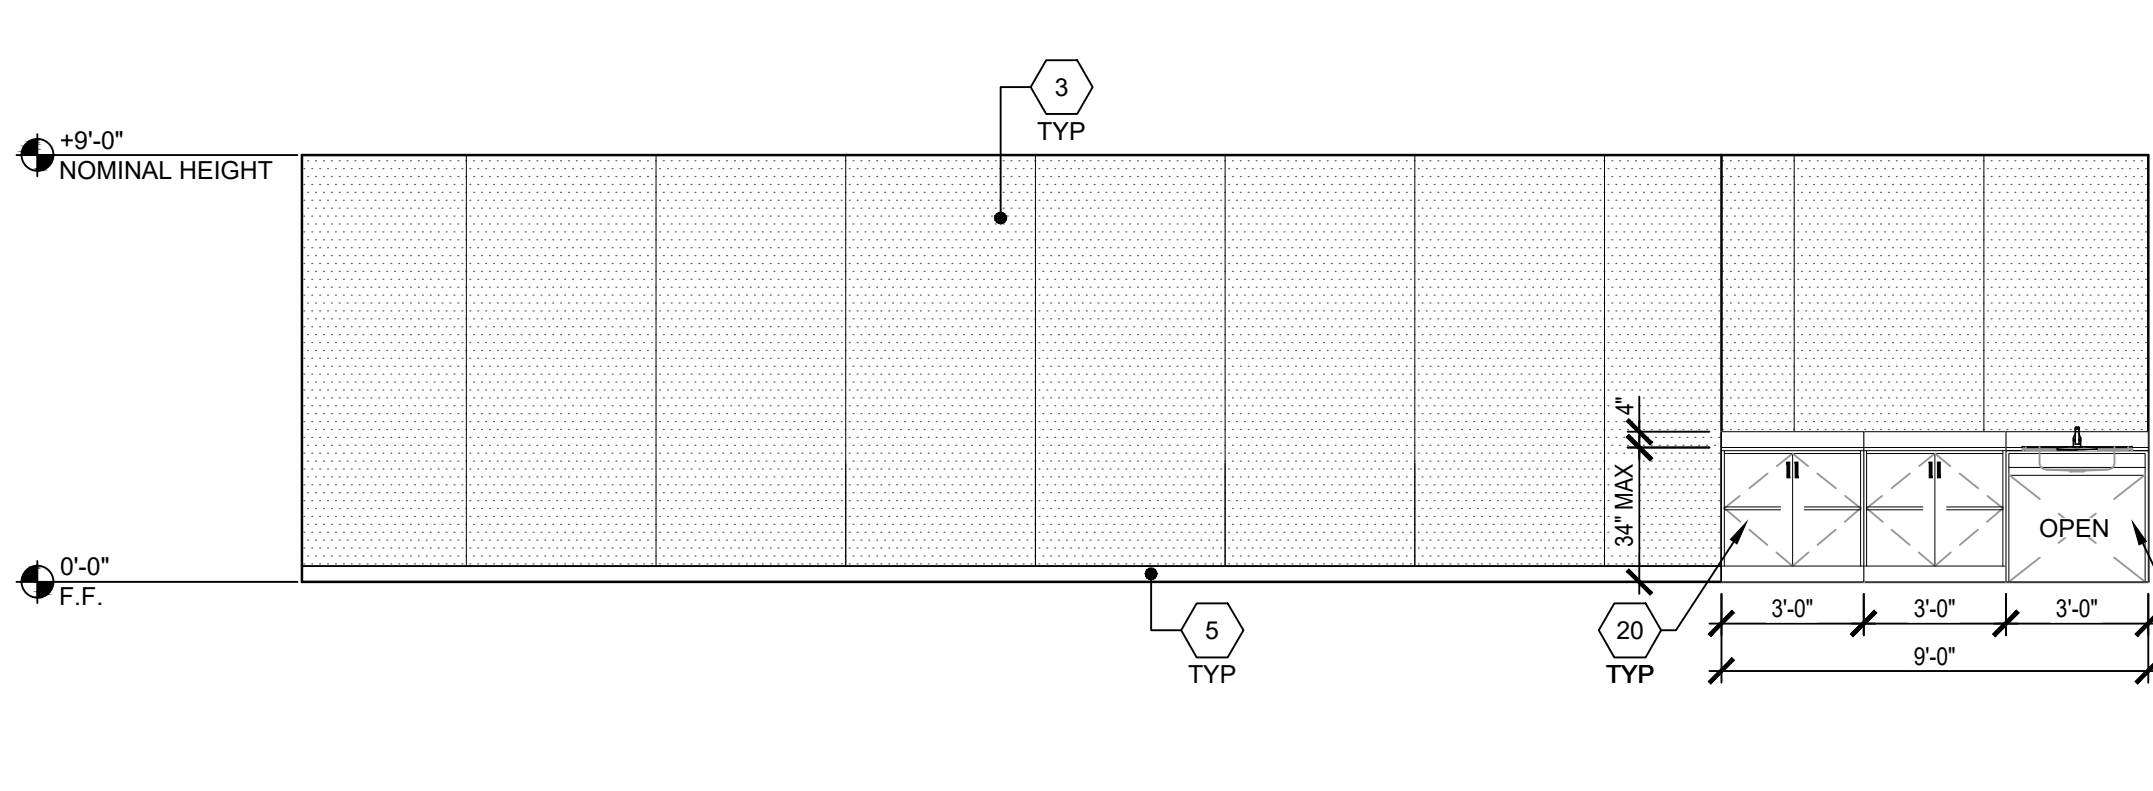 3
TYP
+9'-0"
NOMINAL HEIGHT
4"
34" MAX
OPEN
0'-0"
F.F.
3'-0"
3'-0"
3'-0"
5
TYP
20
TYP
9'-0"